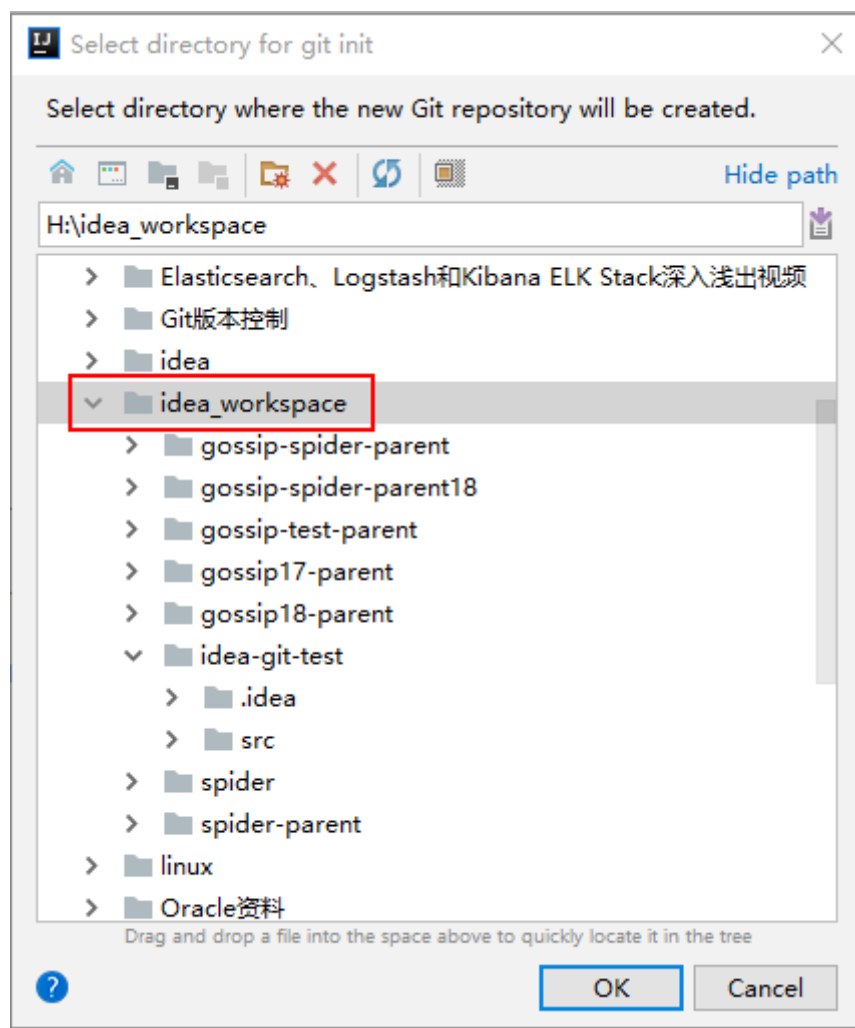 Select directory for git init
Select directory where the new Git repository will be created.
Hide path
H:\idea_workspace
Elasticsearch、Logstash和Kibana ELK Stack深入浅出视频
Git版本控制
idea
idea_workspace
gossip-spider-parent
gossip-spider-parent18
gossip-test-parent
gossip17-parent
gossip18-parent
idea-git-test
.idea
src
spider
spider-parent
linux
Oracle资料
Drag and drop a file into the space above to quickly locate it in the tree
? OK Cancel